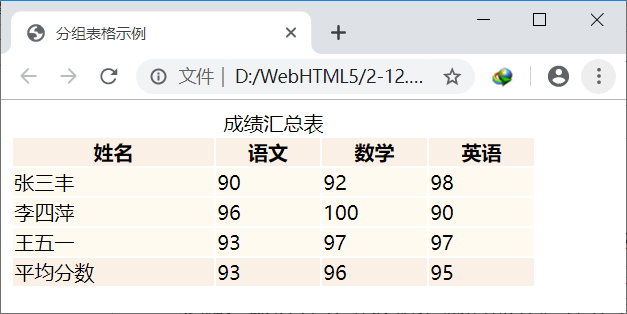 分组表格示例
文件 | D:/WebHTML5/2-12....
成绩汇总表
姓名 语文 数学 英语
张三丰 90 92 98
李四萍 96 100 90
王五一 93 97 97
平均分数 93 96 95